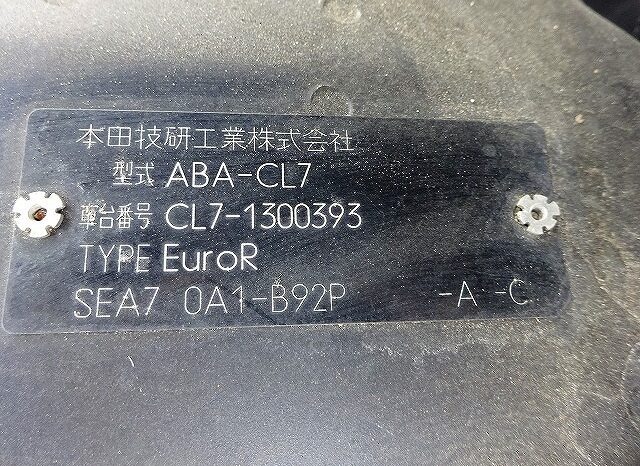 本田技研工業株式会社
型式 ABA-CL7
車台番号 CL7-1300393
TYPE EuroR
SEA7 0A1-B92P -A -C